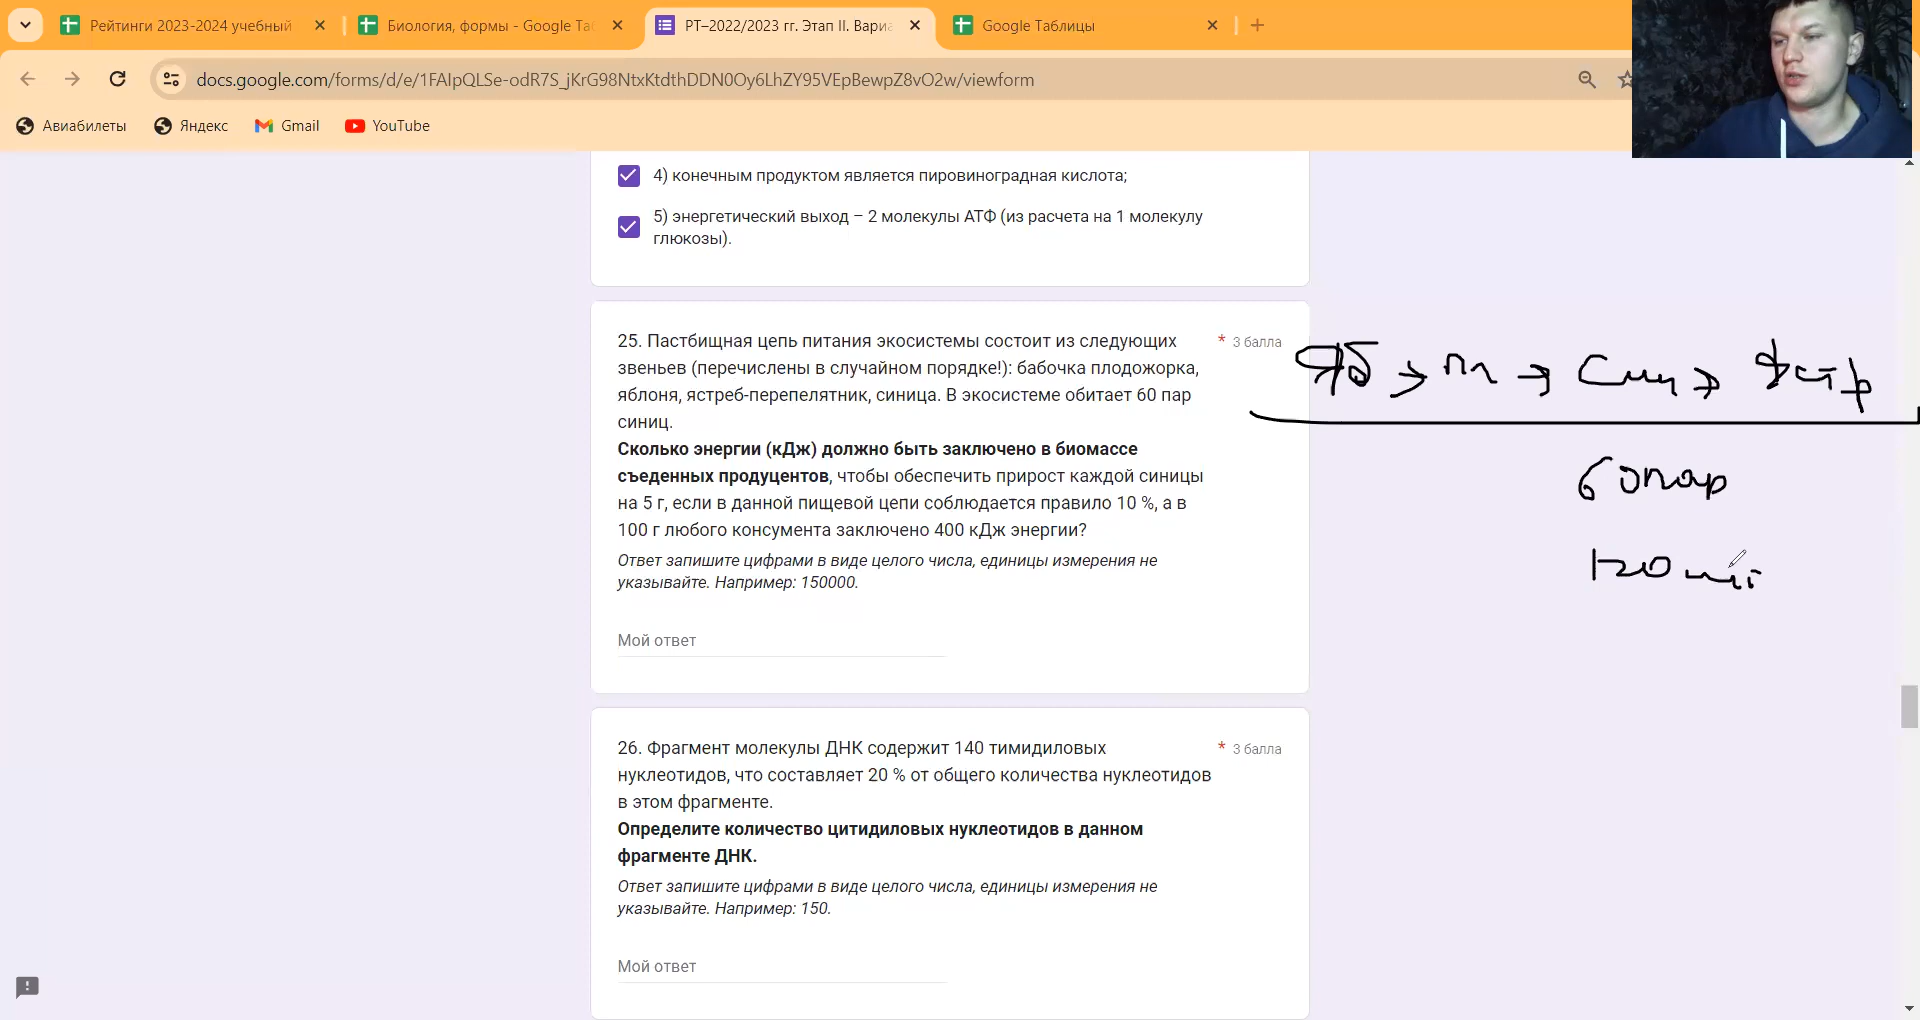 Рейтинги 2023-2024 учебный
Биология, формы - Google Та
РТ–2022/2023 гг. Этап II. Вариа
Google Таблицы
docs.google.com/forms/d/e/1FAIpQLSe-odR7S_jKrG98NtxKtdthDDN0Oy6LhZY95VEpBewpZ8vO2w/viewform
Авиабилеты
Яндекс
Gmail
YouTube
4) конечным продуктом является пировиноградная кислота;
5) энергетический выход – 2 молекулы АТФ (из расчета на 1 молекулу
глюкозы).
25. Пастбищная цепь питания экосистемы состоит из следующих
* 3 балла
звеньев (перечислены в случайном порядке!): бабочка плодожорка,
яблоня, ястреб-перепелятник, синица. В экосистеме обитает 60 пар
синиц.
Сколько энергии (кДж) должно быть заключено в биомассе
съеденных продуцентов, чтобы обеспечить прирост каждой синицы
на 5 г, если в данной пищевой цепи соблюдается правило 10 %, а в
100 г любого консумента заключено 400 кДж энергии?
Ответ запишите цифрами в виде целого числа, единицы измерения не
указывайте. Например: 150000.
Мой ответ
Яб → пл → Син → Ястр
60 пар
120 шт
26. Фрагмент молекулы ДНК содержит 140 тимидиловых
* 3 балла
нуклеотидов, что составляет 20 % от общего количества нуклеотидов
в этом фрагменте.
Определите количество цитидиловых нуклеотидов в данном
фрагменте ДНК.
Ответ запишите цифрами в виде целого числа, единицы измерения не
указывайте. Например: 150.
Мой ответ